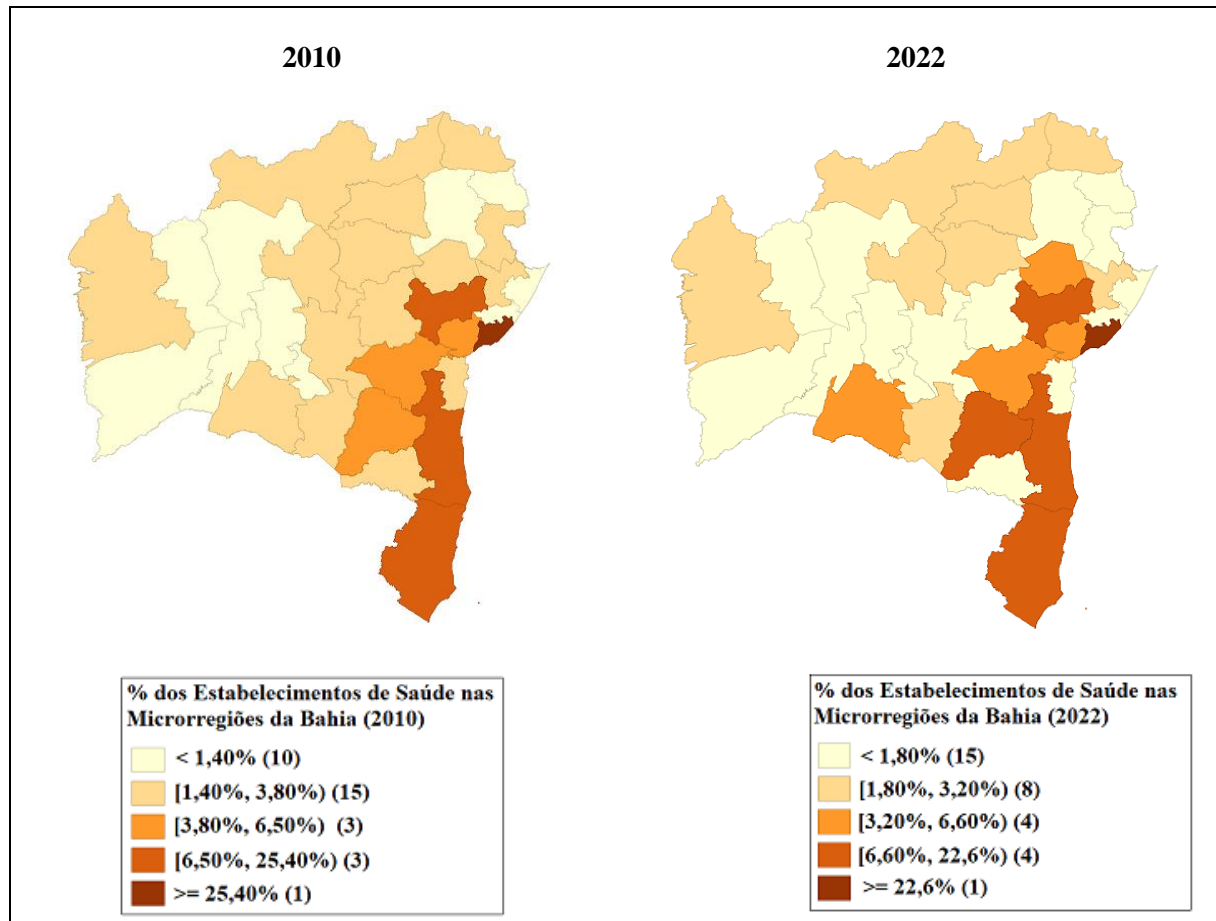 2010
2022
% dos Estabelecimentos de Saúde nas
Microrregiões da Bahia (2010)
< 1,40% (10)
[1,40%, 3,80%) (15)
[3,80%, 6,50%) (3)
[6,50%, 25,40%) (3)
>= 25,40% (1)
% dos Estabelecimentos de Saúde nas
Microrregiões da Bahia (2022)
< 1,80% (15)
[1,80%, 3,20%) (8)
[3,20%, 6,60%) (4)
[6,60%, 22,6%) (4)
>= 22,6% (1)